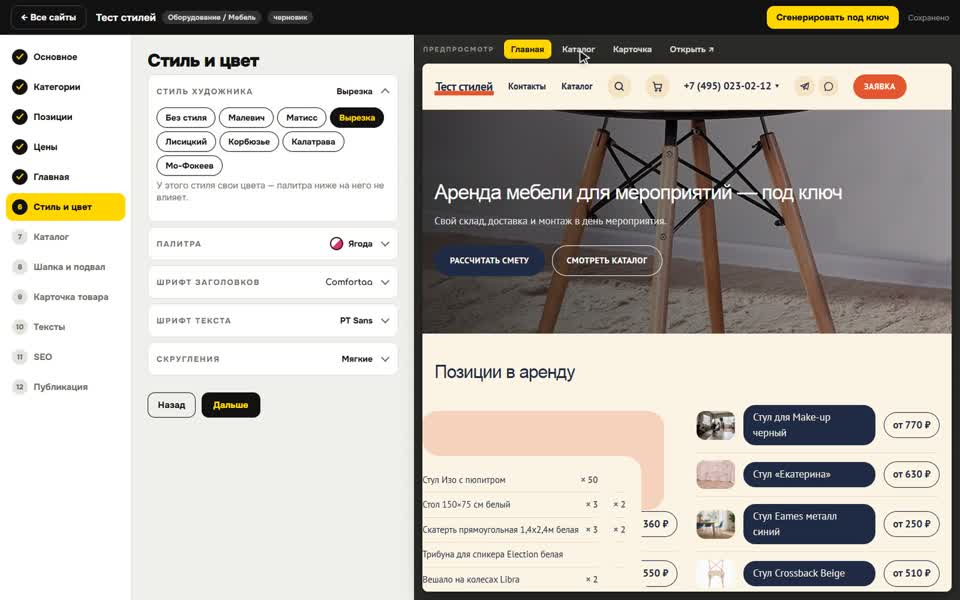 ← Все сайты
Тест стилей
Оборудование / Мебель
черновик
Сгенерировать под ключ
Сохранено
Основное
Категории
Позиции
Цены
Главная
6 Стиль и цвет
7 Каталог
8 Шапка и подвал
9 Карточка товара
10 Тексты
11 SEO
12 Публикация
Стиль и цвет
СТИЛЬ ХУДОЖНИКА
Вырезка
Без стиля
Малевич
Матисс
Вырезка
Лисицкий
Корбюзье
Калатрава
Мо-Фокеев
У этого стиля свои цвета — палитра ниже на него не
влияет.
ПАЛИТРА
Ягода
ШРИФТ ЗАГОЛОВКОВ
Comfortaa
ШРИФТ ТЕКСТА
PT Sans
СКРУГЛЕНИЯ
Мягкие
Назад
Дальше
ПРЕДПРОСМОТР
Главная
Каталог
Карточка
Открыть ↗
Тест стилей
Контакты
Каталог
+7 (495) 023-02-12
ЗАЯВКА
Аренда мебели для мероприятий — под ключ
Свой склад, доставка и монтаж в день мероприятия.
РАССЧИТАТЬ СМЕТУ
СМОТРЕТЬ КАТАЛОГ
Позиции в аренду
Стул Изо с пюпитром × 50
Стол 150×75 см белый × 3 × 2
Скатерть прямоугольная 1,4х2,4м белая × 3 × 2
Трибуна для спикера Election белая
Вешало на колесах Libra × 2
360 ₽
550 ₽
Стул для Make-up
черный
от 770 ₽
Стул «Екатерина»
от 630 ₽
Стул Eames металл
синий
от 250 ₽
Стул Crossback Beige
от 510 ₽